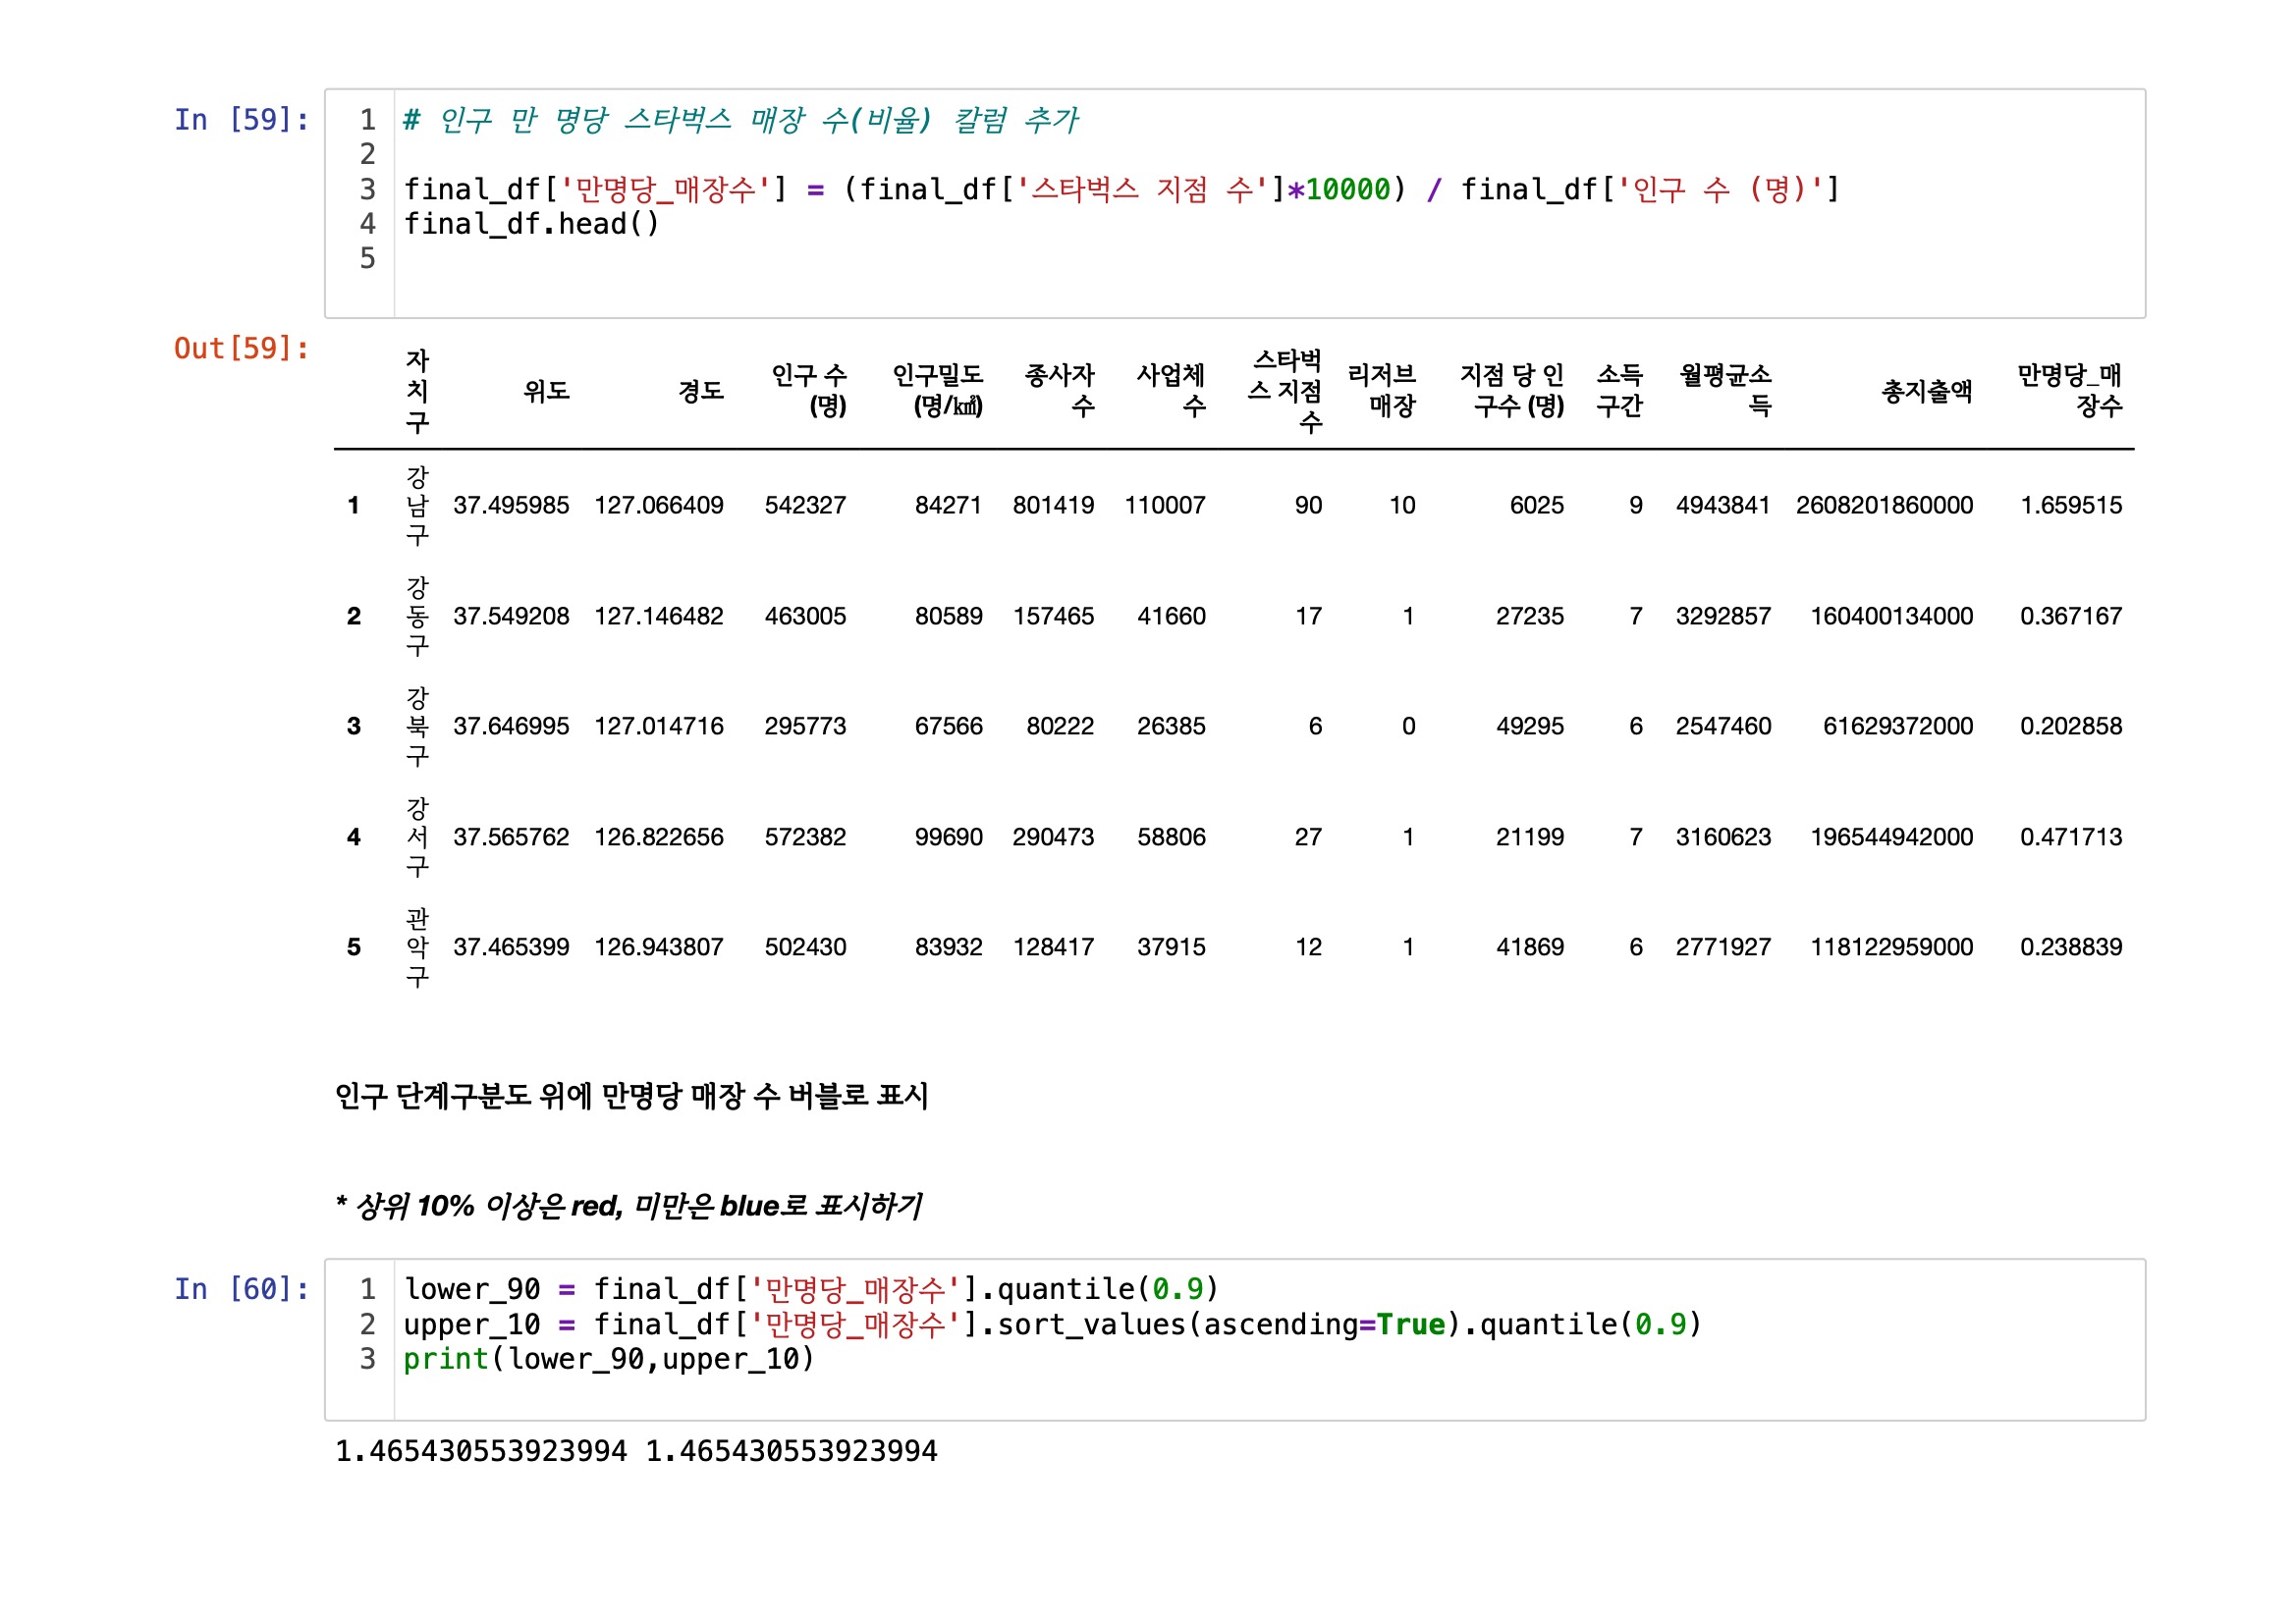 In [59]:
1 # 인구 만 명당 스타벅스 매장 수(비율) 칼럼 추가
2
3 final_df['만명당_매장수'] = (final_df['스타벅스 지점 수']*10000) / final_df['인구 수 (명)']
4 final_df.head()
5
Out[59]:
자치구 위도 경도 인구 수 (명) 인구밀도 (명/㎢) 종사자수 사업체수 스타벅스 지점 수 리저브 매장 지점 당 인구수 (명) 소득구간 월평균소득 총지출액 만명당_매장수
1 강남구 37.495985 127.066409 542327 84271 801419 110007 90 10 6025 9 4943841 2608201860000 1.659515
2 강동구 37.549208 127.146482 463005 80589 157465 41660 17 1 27235 7 3292857 160400134000 0.367167
3 강북구 37.646995 127.014716 295773 67566 80222 26385 6 0 49295 6 2547460 61629372000 0.202858
4 강서구 37.565762 126.822656 572382 99690 290473 58806 27 1 21199 7 3160623 196544942000 0.471713
5 관악구 37.465399 126.943807 502430 83932 128417 37915 12 1 41869 6 2771927 118122959000 0.238839
인구 단계구분도 위에 만명당 매장 수 버블로 표시
* 상위 10% 이상은 red, 미만은 blue로 표시하기
In [60]:
1 lower_90 = final_df['만명당_매장수'].quantile(0.9)
2 upper_10 = final_df['만명당_매장수'].sort_values(ascending=True).quantile(0.9)
3 print(lower_90,upper_10)
1.465430553923994 1.465430553923994